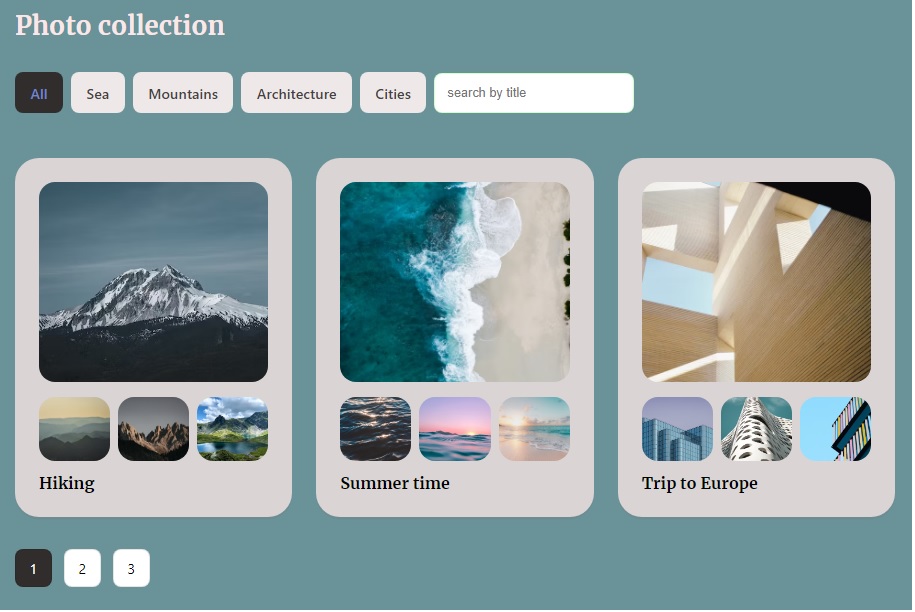 Photo collection
All Sea Mountains Architecture Cities search by title
Hiking Summer time Trip to Europe
1 2 3